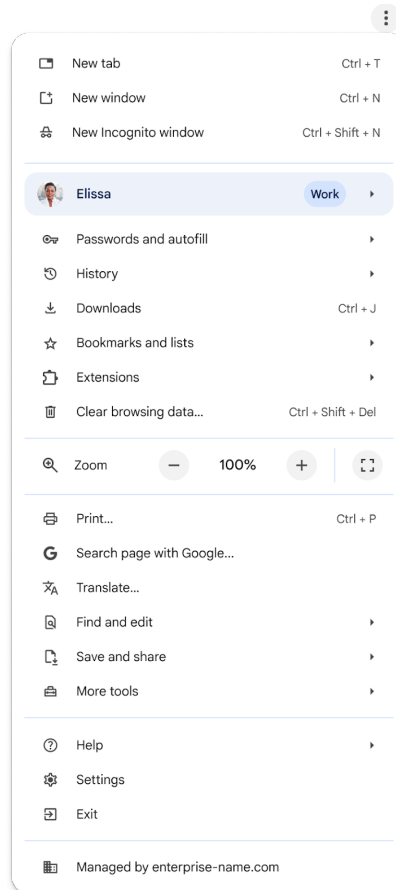 New tab Ctrl + T
New window Ctrl + N
New Incognito window Ctrl + Shift + N
Elissa Work
Passwords and autofill
History
Downloads Ctrl + J
Bookmarks and lists
Extensions
Clear browsing data... Ctrl + Shift + Del
Zoom − 100% +
Print... Ctrl + P
G Search page with Google...
Translate...
Find and edit
Save and share
More tools
Help
Settings
Exit
Managed by enterprise-name.com